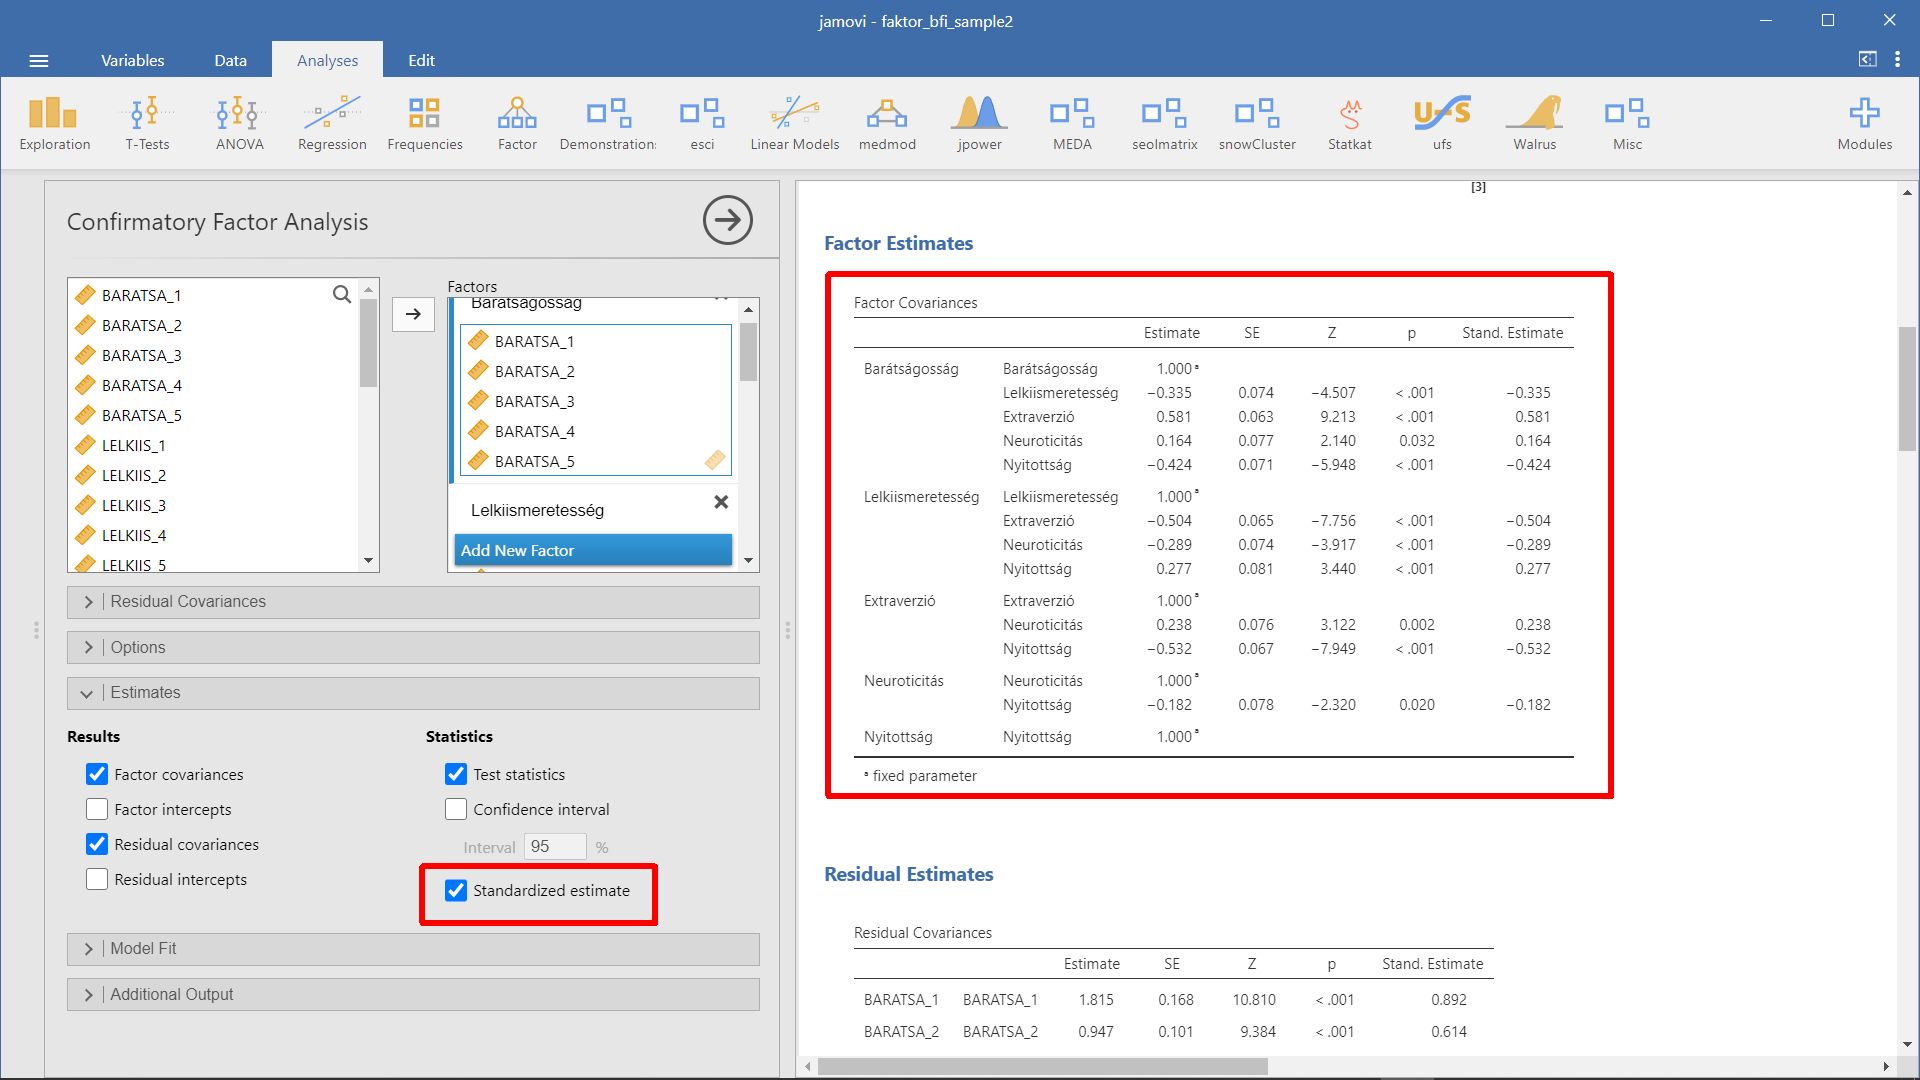 jamovi - faktor_bfi_sample2
Variables Data Analyses Edit
Exploration T-Tests ANOVA Regression Frequencies Factor Demonstrations esci Linear Models medmod jpower MEDA seolmatrix snowCluster Statkat ufs Walrus Misc Modules
Confirmatory Factor Analysis
BARATSA_1
BARATSA_2
BARATSA_3
BARATSA_4
BARATSA_5
LELKIIS_1
LELKIIS_2
LELKIIS_3
LELKIIS_4
LELKIIS_5
Factors
Barátságosság
BARATSA_1
BARATSA_2
BARATSA_3
BARATSA_4
BARATSA_5
Lelkiismeretesség
Add New Factor
Residual Covariances
Options
Estimates
Results
Factor covariances
Factor intercepts
Residual covariances
Residual intercepts
Statistics
Test statistics
Confidence interval
Interval 95 %
Standardized estimate
Model Fit
Additional Output
[3]
Factor Estimates
Factor Covariances
Estimate SE Z p Stand. Estimate
Barátságosság Barátságosság 1.000 ᵃ
Lelkiismeretesség −0.335 0.074 −4.507 < .001 −0.335
Extraverzió 0.581 0.063 9.213 < .001 0.581
Neuroticitás 0.164 0.077 2.140 0.032 0.164
Nyitottság −0.424 0.071 −5.948 < .001 −0.424
Lelkiismeretesség Lelkiismeretesség 1.000 ᵃ
Extraverzió −0.504 0.065 −7.756 < .001 −0.504
Neuroticitás −0.289 0.074 −3.917 < .001 −0.289
Nyitottság 0.277 0.081 3.440 < .001 0.277
Extraverzió Extraverzió 1.000 ᵃ
Neuroticitás 0.238 0.076 3.122 0.002 0.238
Nyitottság −0.532 0.067 −7.949 < .001 −0.532
Neuroticitás Neuroticitás 1.000 ᵃ
Nyitottság −0.182 0.078 −2.320 0.020 −0.182
Nyitottság Nyitottság 1.000 ᵃ
ᵃ fixed parameter
Residual Estimates
Residual Covariances
Estimate SE Z p Stand. Estimate
BARATSA_1 BARATSA_1 1.815 0.168 10.810 < .001 0.892
BARATSA_2 BARATSA_2 0.947 0.101 9.384 < .001 0.614